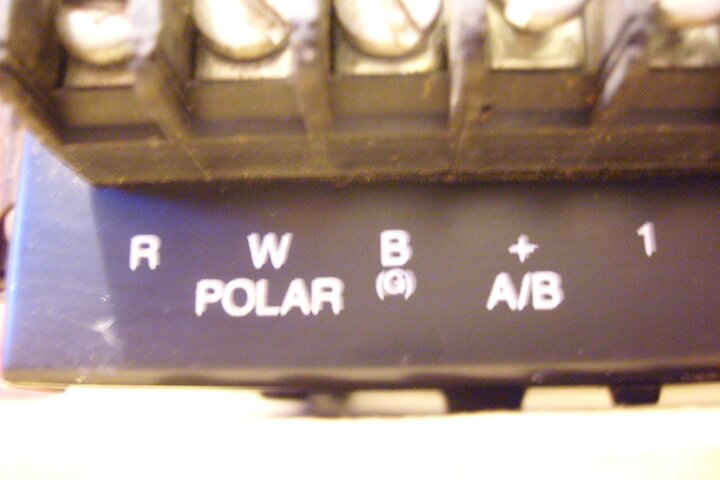 R W B + 1
POLAR (G) A/B